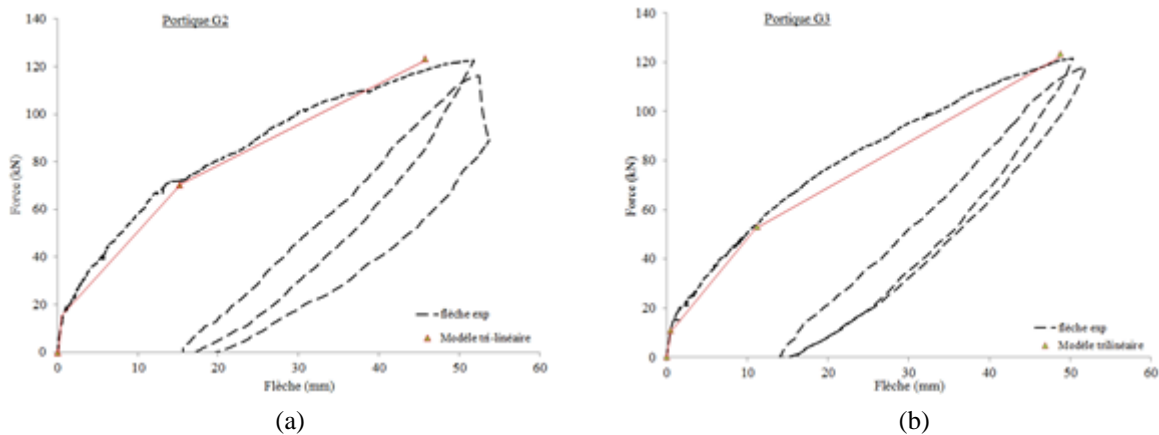 Portique G2
140
120
100
80
60
40
20
0
Force (kN)
0 10 20 30 40 50 60
Flèche (mm)
flèche exp
Modèle tri-linéaire
(a)
Portique G3
140
120
100
80
60
40
20
0
Force (kN)
0 10 20 30 40 50 60
Flèche (mm)
flèche exp
Modèle trilinéaire
(b)